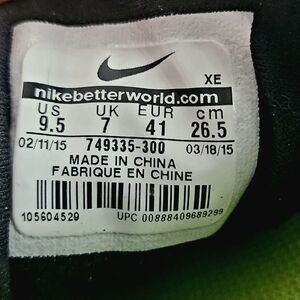 XE
nikebetterworld.com
US UK EUR cm
9.5 7 41 26.5
02/11/15 749335-300 03/18/15
MADE IN CHINA
FABRIQUE EN CHINE
105604529 UPC 00888409689299